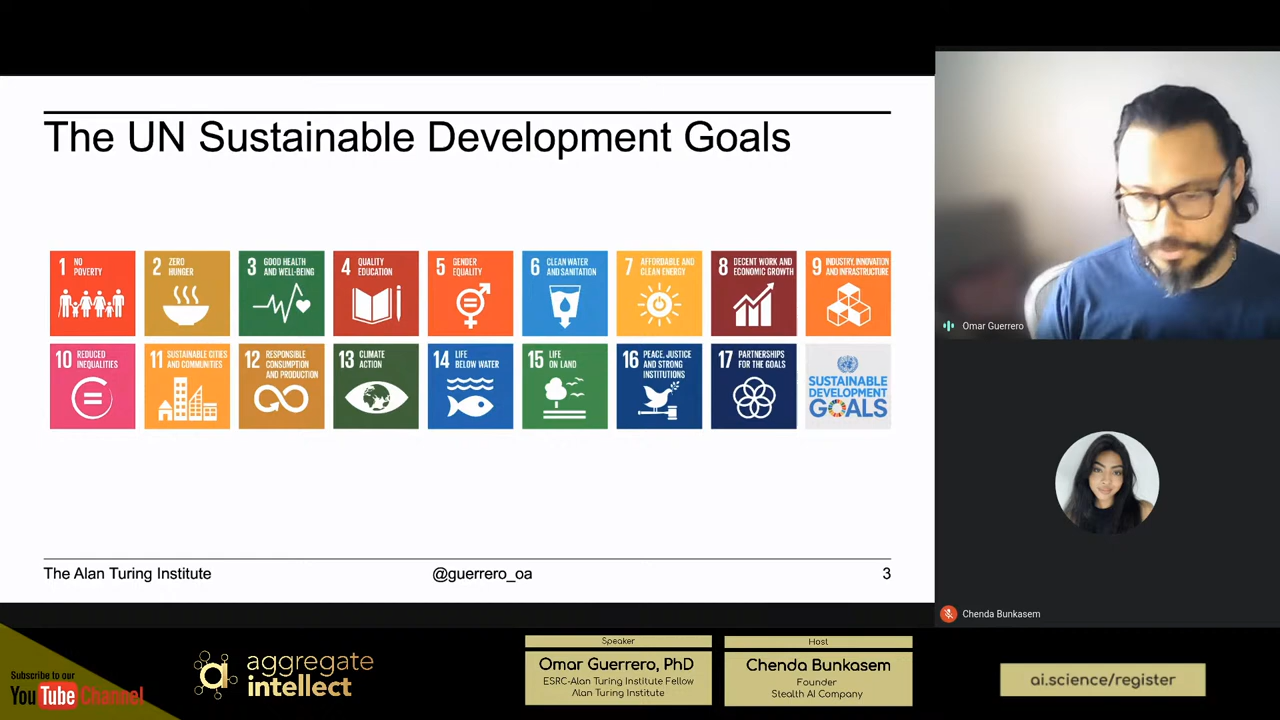 The UN Sustainable Development Goals
1 NO
POVERTY
2 ZERO
HUNGER
3 GOOD HEALTH
AND WELL-BEING
4 QUALITY
EDUCATION
5 GENDER
EQUALITY
6 CLEAN WATER
AND SANITATION
7 AFFORDABLE AND
CLEAN ENERGY
8 DECENT WORK AND
ECONOMIC GROWTH
9 INDUSTRY, INNOVATION
AND INFRASTRUCTURE
10 REDUCED
INEQUALITIES
11 SUSTAINABLE CITIES
AND COMMUNITIES
12 RESPONSIBLE
CONSUMPTION
AND PRODUCTION
13 CLIMATE
ACTION
14 LIFE
BELOW WATER
15 LIFE
ON LAND
16 PEACE, JUSTICE
AND STRONG
INSTITUTIONS
17 PARTNERSHIPS
FOR THE GOALS
SUSTAINABLE
DEVELOPMENT
GOALS
The Alan Turing Institute
@guerrero_oa
3
Omar Guerrero
Chenda Bunkasem
Subscribe to our
YouTube Channel
a
aggregate
intellect
Speaker
Omar Guerrero, PhD
ESRC-Alan Turing Institute Fellow
Alan Turing Institute
Host
Chenda Bunkasem
Founder
Stealth AI Company
ai.science/register